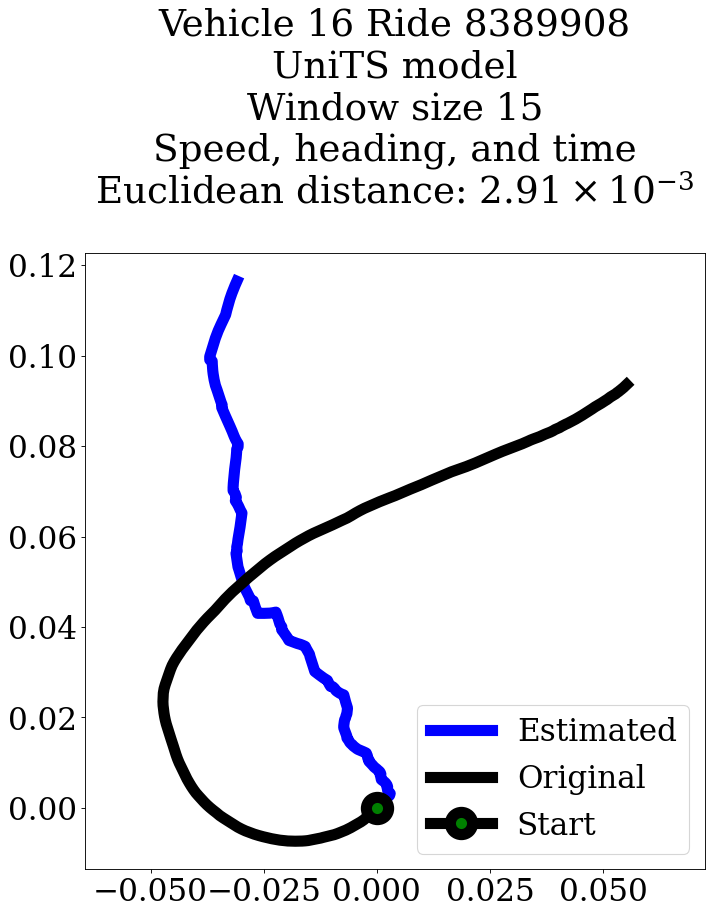 Vehicle 16 Ride 8389908
UniTS model
Window size 15
Speed, heading, and time
Euclidean distance: 2.91 × 10⁻³
0.12
0.10
0.08
0.06
0.04
0.02
0.00
Estimated
Original
Start
−0.050 −0.025 0.000 0.025 0.050